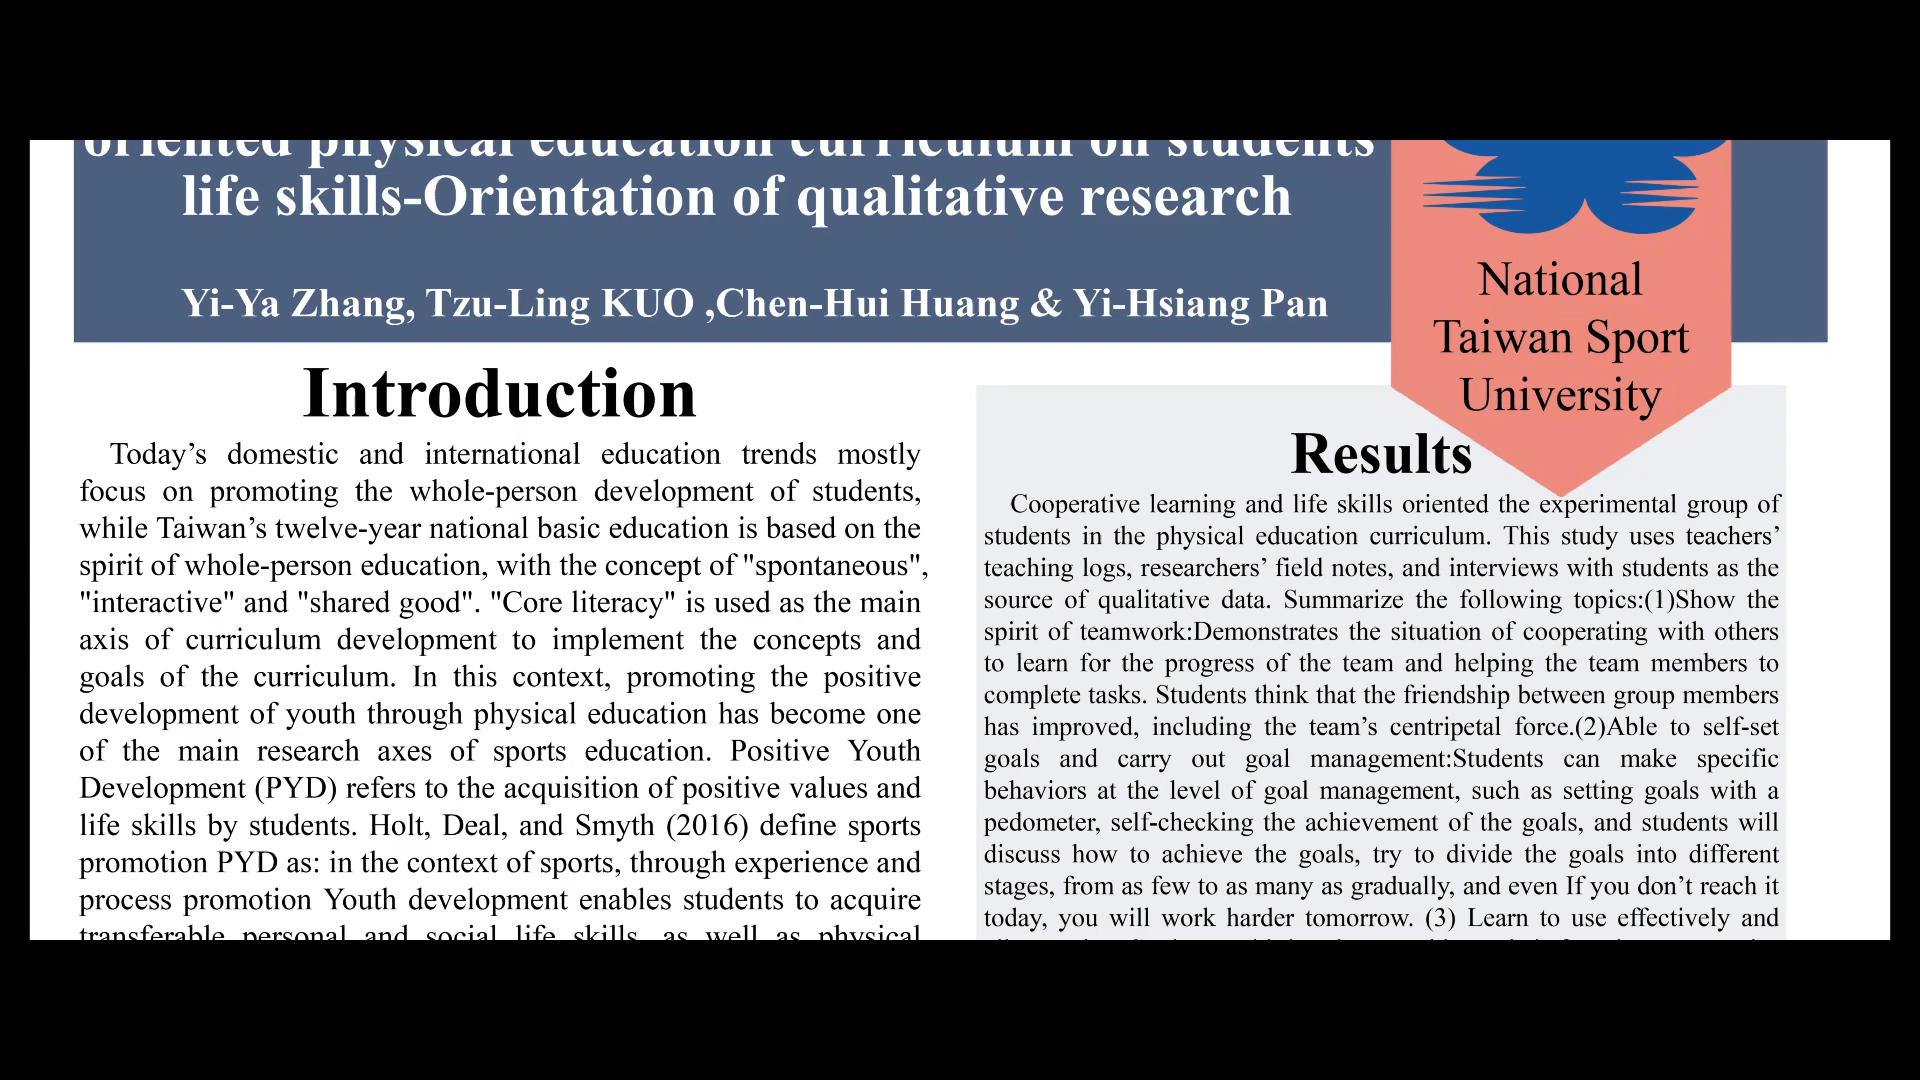 oriented physical education curriculum on students
life skills-Orientation of qualitative research
Yi-Ya Zhang, Tzu-Ling KUO ,Chen-Hui Huang & Yi-Hsiang Pan
National
Taiwan Sport
University
Introduction
Today’s domestic and international education trends mostly
focus on promoting the whole-person development of students,
while Taiwan’s twelve-year national basic education is based on the
spirit of whole-person education, with the concept of "spontaneous",
"interactive" and "shared good". "Core literacy" is used as the main
axis of curriculum development to implement the concepts and
goals of the curriculum. In this context, promoting the positive
development of youth through physical education has become one
of the main research axes of sports education. Positive Youth
Development (PYD) refers to the acquisition of positive values and
life skills by students. Holt, Deal, and Smyth (2016) define sports
promotion PYD as: in the context of sports, through experience and
process promotion Youth development enables students to acquire
transferable personal and social life skills, as well as physical
Results
Cooperative learning and life skills oriented the experimental group of
students in the physical education curriculum. This study uses teachers’
teaching logs, researchers’ field notes, and interviews with students as the
source of qualitative data. Summarize the following topics:(1)Show the
spirit of teamwork:Demonstrates the situation of cooperating with others
to learn for the progress of the team and helping the team members to
complete tasks. Students think that the friendship between group members
has improved, including the team’s centripetal force.(2)Able to self-set
goals and carry out goal management:Students can make specific
behaviors at the level of goal management, such as setting goals with a
pedometer, self-checking the achievement of the goals, and students will
discuss how to achieve the goals, try to divide the goals into different
stages, from as few to as many as gradually, and even If you don’t reach it
today, you will work harder tomorrow. (3) Learn to use effectively and